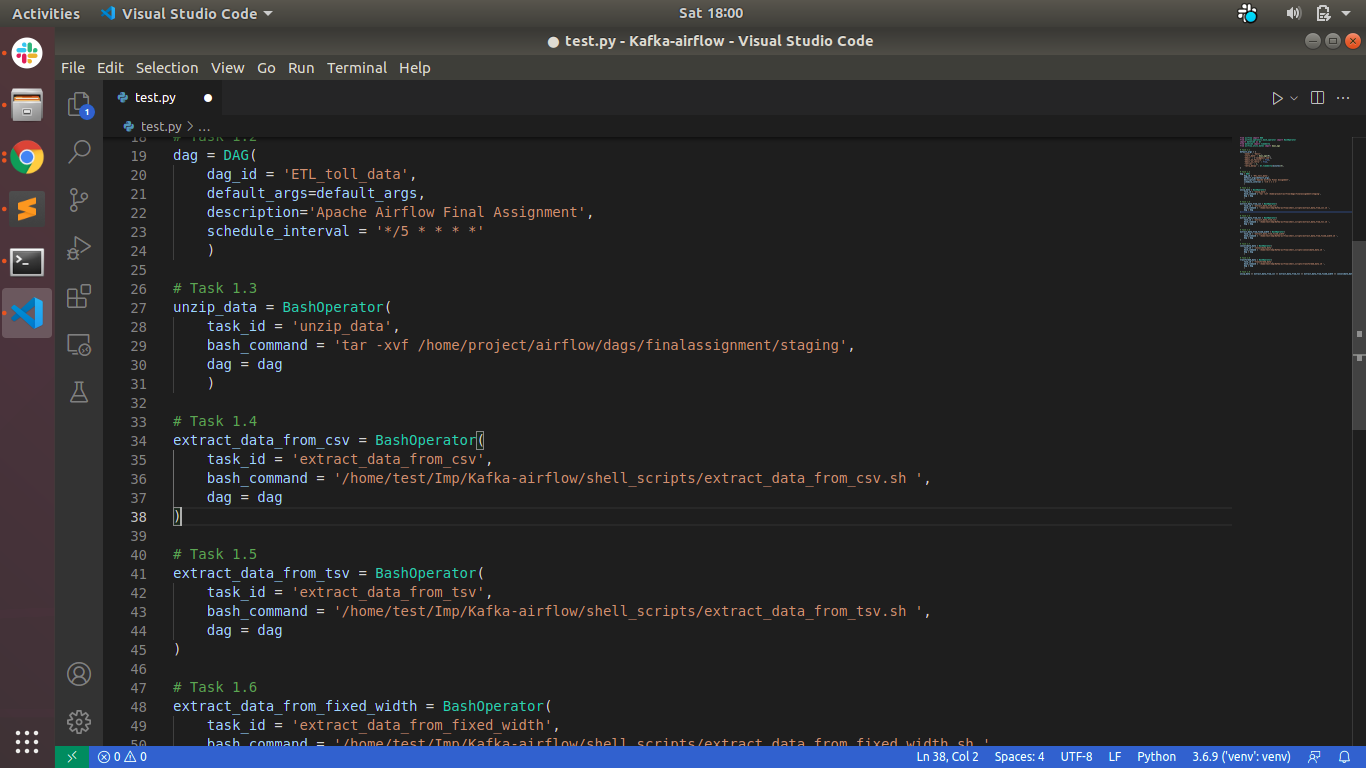 Activities
Visual Studio Code
Sat 18:00
test.py - Kafka-airflow - Visual Studio Code
File Edit Selection View Go Run Terminal Help
1
test.py
test.py > ...
18 # Task 1.2
19 dag = DAG(
20 dag_id = 'ETL_toll_data',
21 default_args=default_args,
22 description='Apache Airflow Final Assignment',
23 schedule_interval = '*/5 * * * *'
24 )
25
26 # Task 1.3
27 unzip_data = BashOperator(
28 task_id = 'unzip_data',
29 bash_command = 'tar -xvf /home/project/airflow/dags/finalassignment/staging',
30 dag = dag
31 )
32
33 # Task 1.4
34 extract_data_from_csv = BashOperator(
35 task_id = 'extract_data_from_csv',
36 bash_command = '/home/test/Imp/Kafka-airflow/shell_scripts/extract_data_from_csv.sh ',
37 dag = dag
38 )
39
40 # Task 1.5
41 extract_data_from_tsv = BashOperator(
42 task_id = 'extract_data_from_tsv',
43 bash_command = '/home/test/Imp/Kafka-airflow/shell_scripts/extract_data_from_tsv.sh ',
44 dag = dag
45 )
46
47 # Task 1.6
48 extract_data_from_fixed_width = BashOperator(
49 task_id = 'extract_data_from_fixed_width',
50 bash_command = '/home/test/Imp/Kafka-airflow/shell_scripts/extract_data_from_fixed_width.sh '
0 0 Ln 38, Col 2 Spaces: 4 UTF-8 LF Python 3.6.9 ('venv': venv)